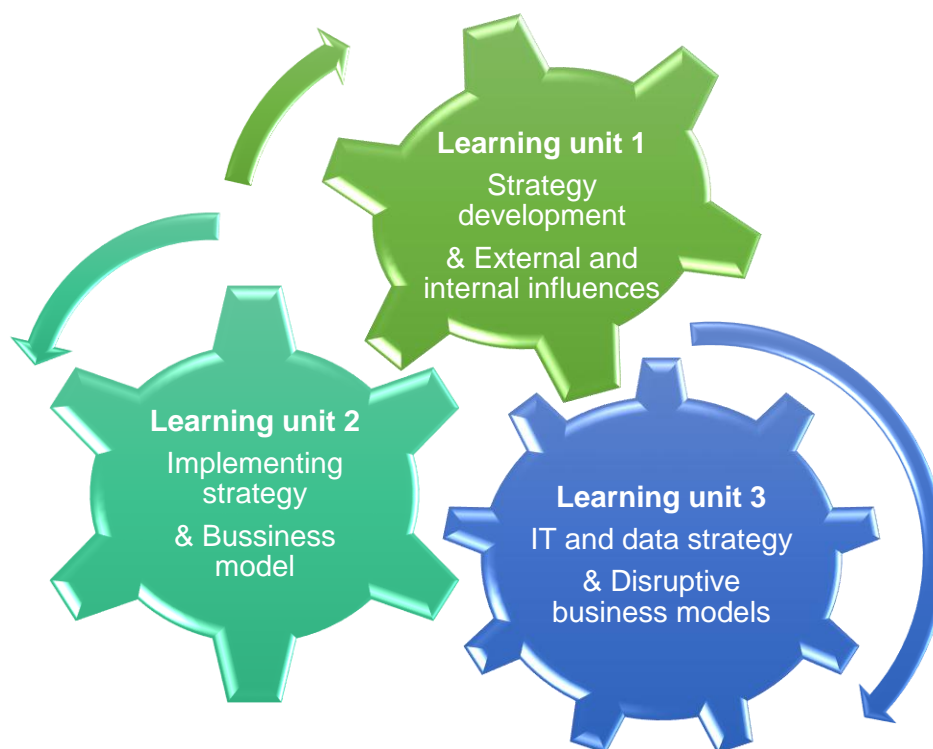 Learning unit 1
Strategy
development
& External and
internal influences
Learning unit 2
Implementing
strategy
& Bussiness
model
Learning unit 3
IT and data strategy
& Disruptive
business models